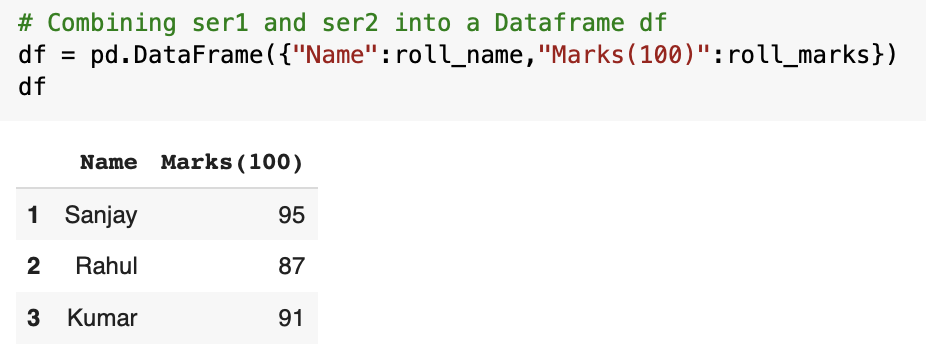 # Combining ser1 and ser2 into a Dataframe df
df = pd.DataFrame({"Name":roll_name,"Marks(100)":roll_marks})
df
Name Marks(100)
1 Sanjay 95
2 Rahul 87
3 Kumar 91